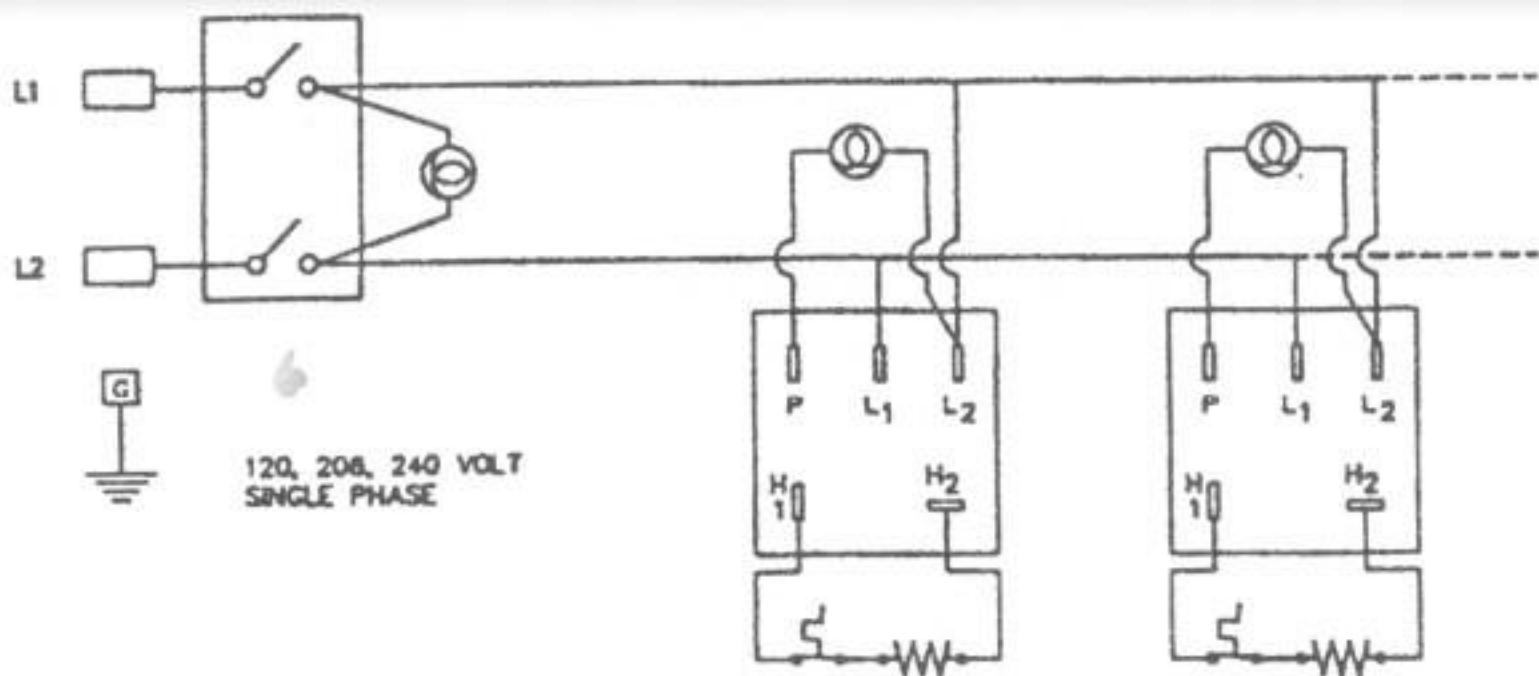 L1
L2
G
120, 208, 240 VOLT
SINGLE PHASE
P L1 L2
H1 H2
P L1 L2
H1 H2